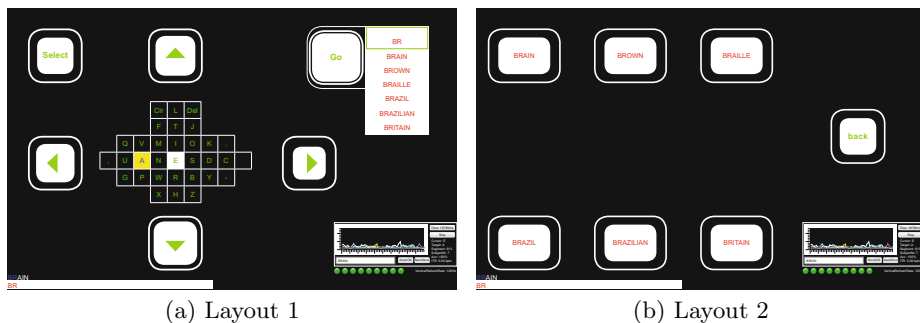 Select
Go
BR
BRAIN
BROWN
BRAILLE
BRAZIL
BRAZILIAN
BRITAIN
Clr L Del
F T J
Q V M I O K .
, U A N E S D C
G P W R B Y -
X H Z
BRAIN
BR
BRAIN
BROWN
BRAILLE
back
BRAZIL
BRAZILIAN
BRITAIN
BRAIN
BR
(a) Layout 1
(b) Layout 2